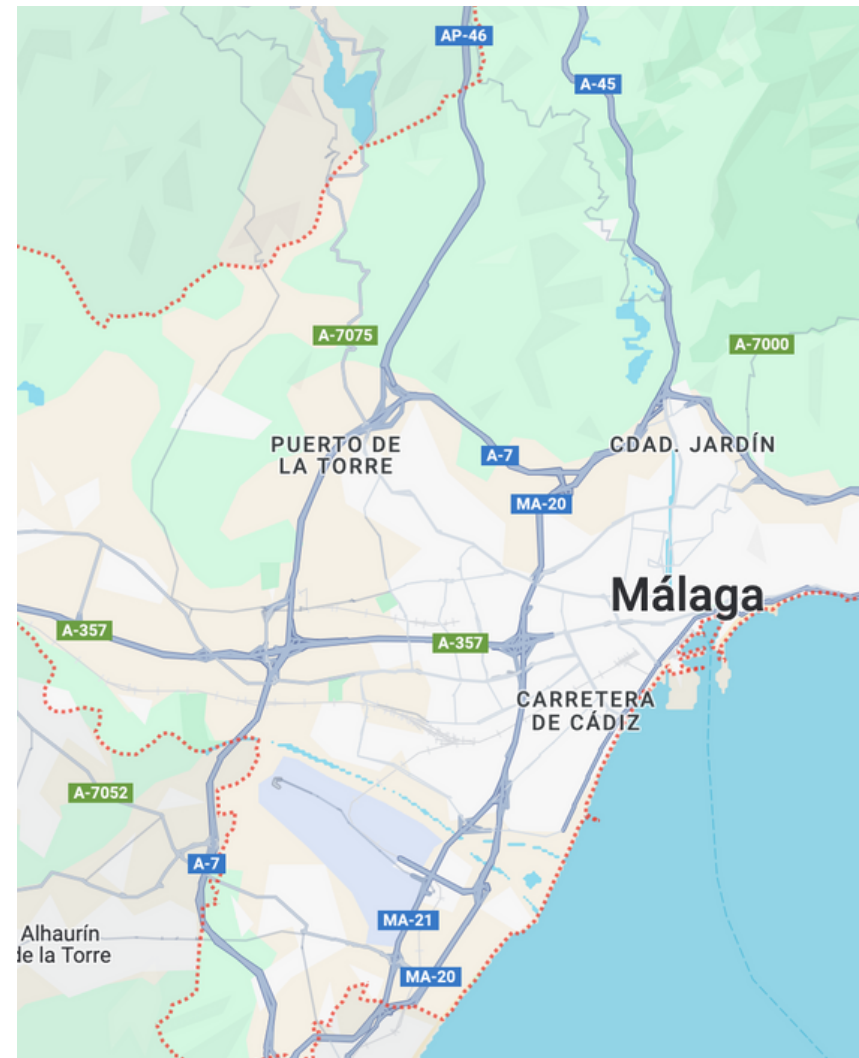 AP-46
A-45
A-7075
A-7000
PUERTO DE
LA TORRE
CDAD. JARDÍN
A-7
MA-20
Málaga
A-357
A-357
CARRETERA
DE CÁDIZ
A-7052
A-7
MA-21
Alhaurín
de la Torre
MA-20